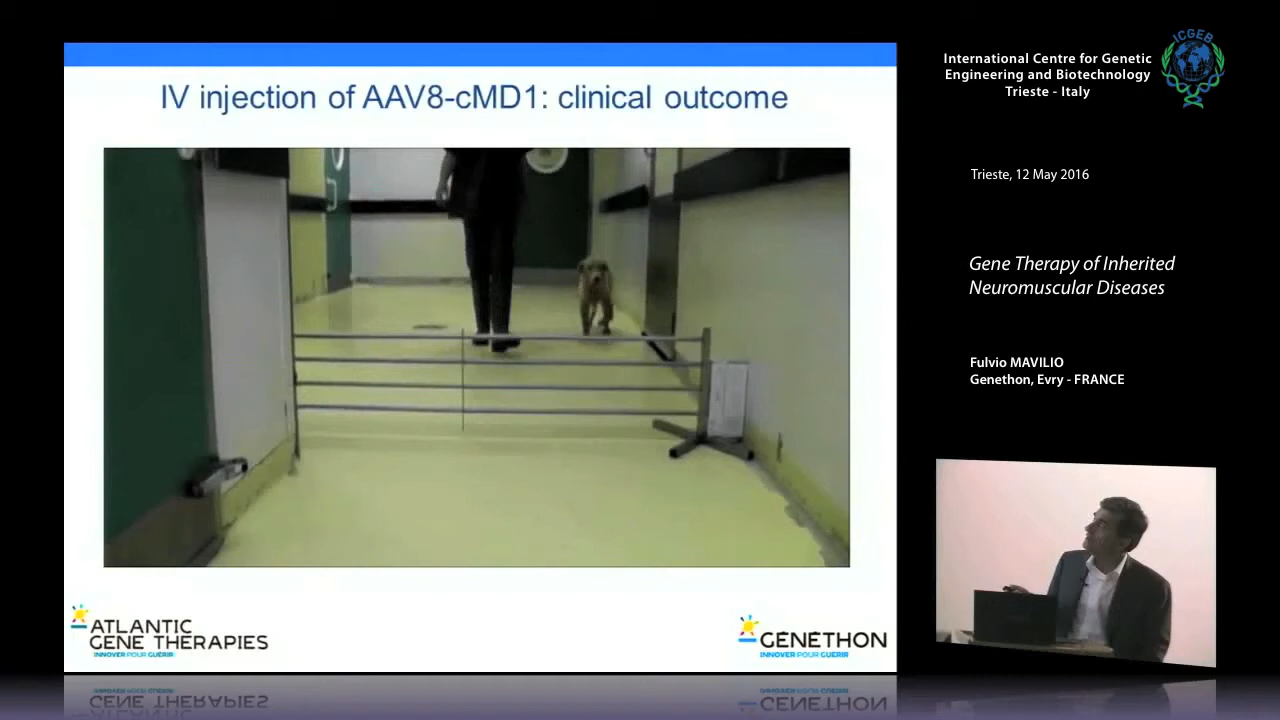 IV injection of AAV8-cMD1: clinical outcome
ATLANTIC
GENE THERAPIES
INNOVER POUR GUÉRIR
GENETHON
INNOVER POUR GUÉRIR
ICGEB
International Centre for Genetic
Engineering and Biotechnology
Trieste - Italy
Trieste, 12 May 2016
Gene Therapy of Inherited
Neuromuscular Diseases
Fulvio MAVILIO
Genethon, Evry - FRANCE